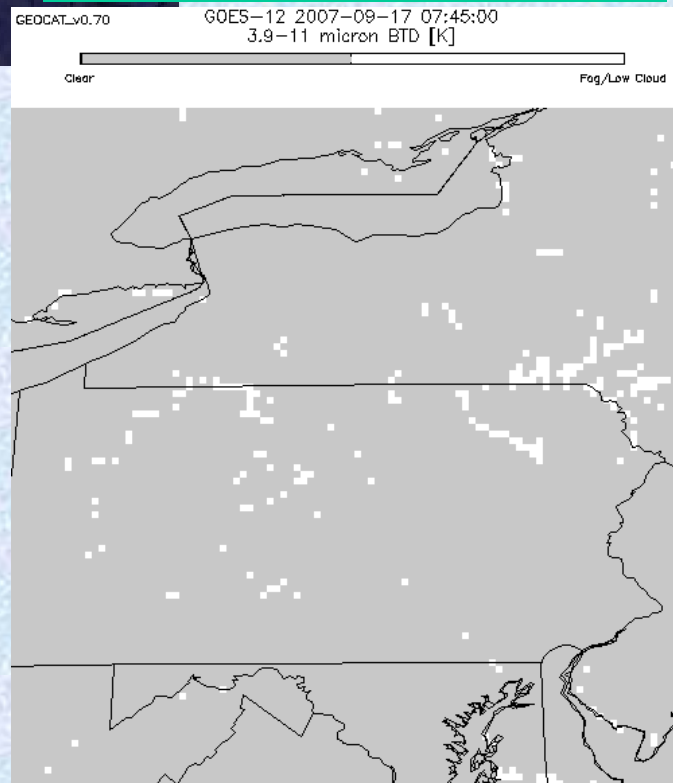 GEOCAT_v0.70
GOES-12 2007-09-17 07:45:00
3.9-11 micron BTD [K]
Clear
Fog/Low Cloud